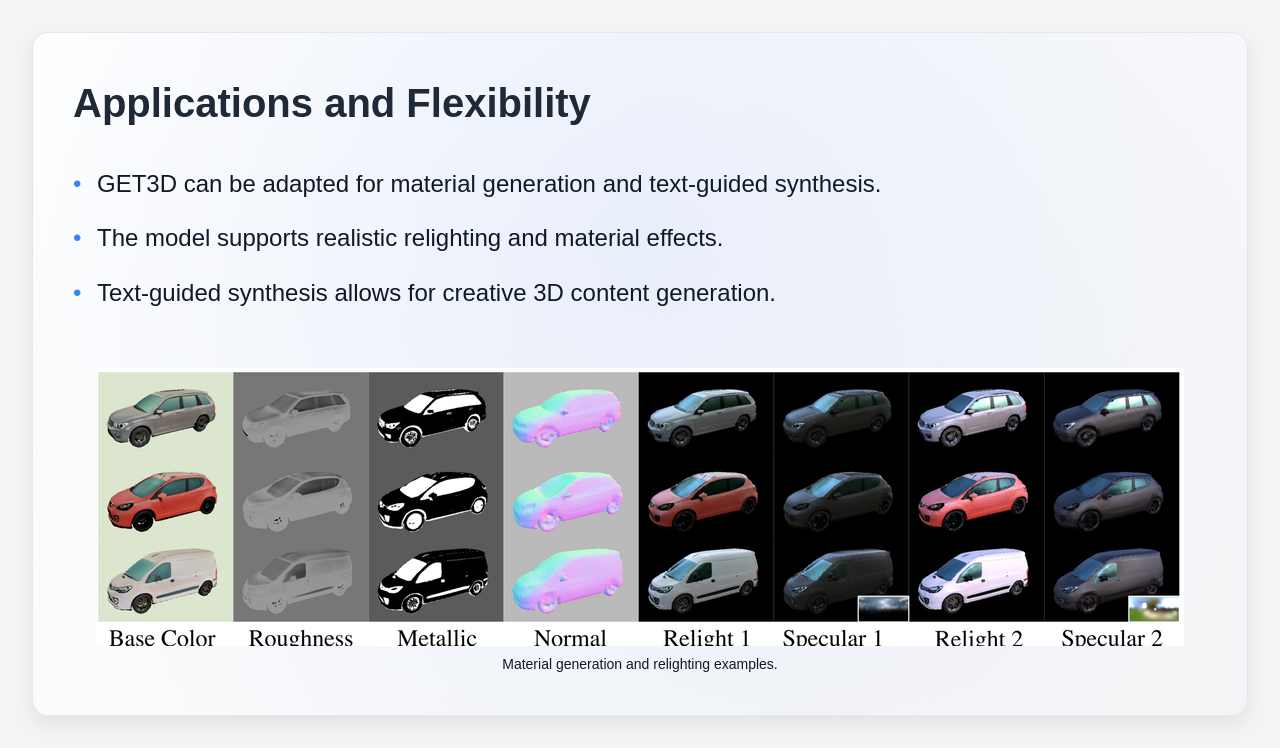 Applications and Flexibility
• GET3D can be adapted for material generation and text-guided synthesis.
• The model supports realistic relighting and material effects.
• Text-guided synthesis allows for creative 3D content generation.
Base Color Roughness Metallic Normal Relight 1 Specular 1 Relight 2 Specular 2
Material generation and relighting examples.